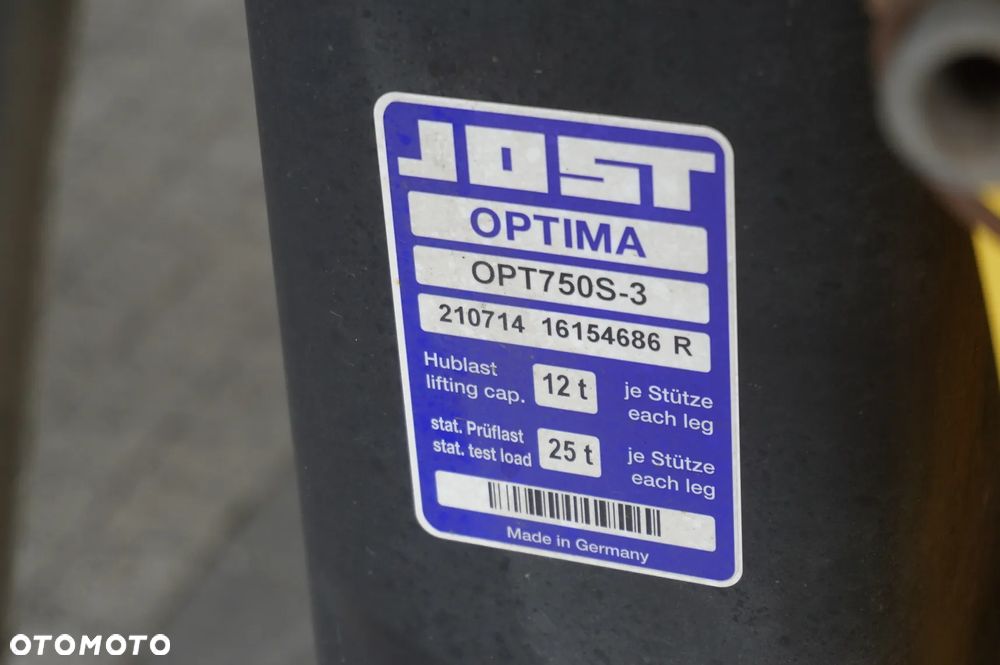 JOST
OPTIMA
OPT750S-3
210714 16154686 R
Hublast
lifting cap.
12 t
je Stütze
each leg
stat. Prüflast
stat. test load
25 t
je Stütze
each leg
Made in Germany
OTOMOTO